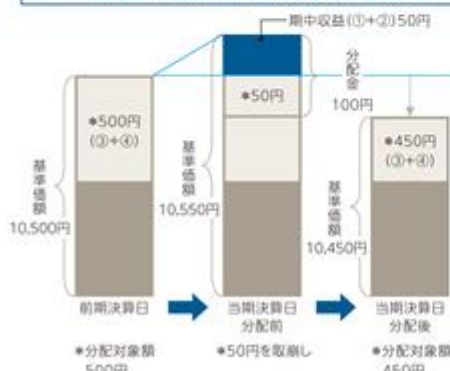 期中収益(①+②)50円
分配金
100円
*500円
(③+④)
*50円
*450円
(③+④)
基準価額
10,500円
基準価額
10,550円
基準価額
10,450円
前期決算日
当期決算日
分配前
当期決算日
分配後
*分配対象額
500円
*50円を取崩し
*分配対象額
450円